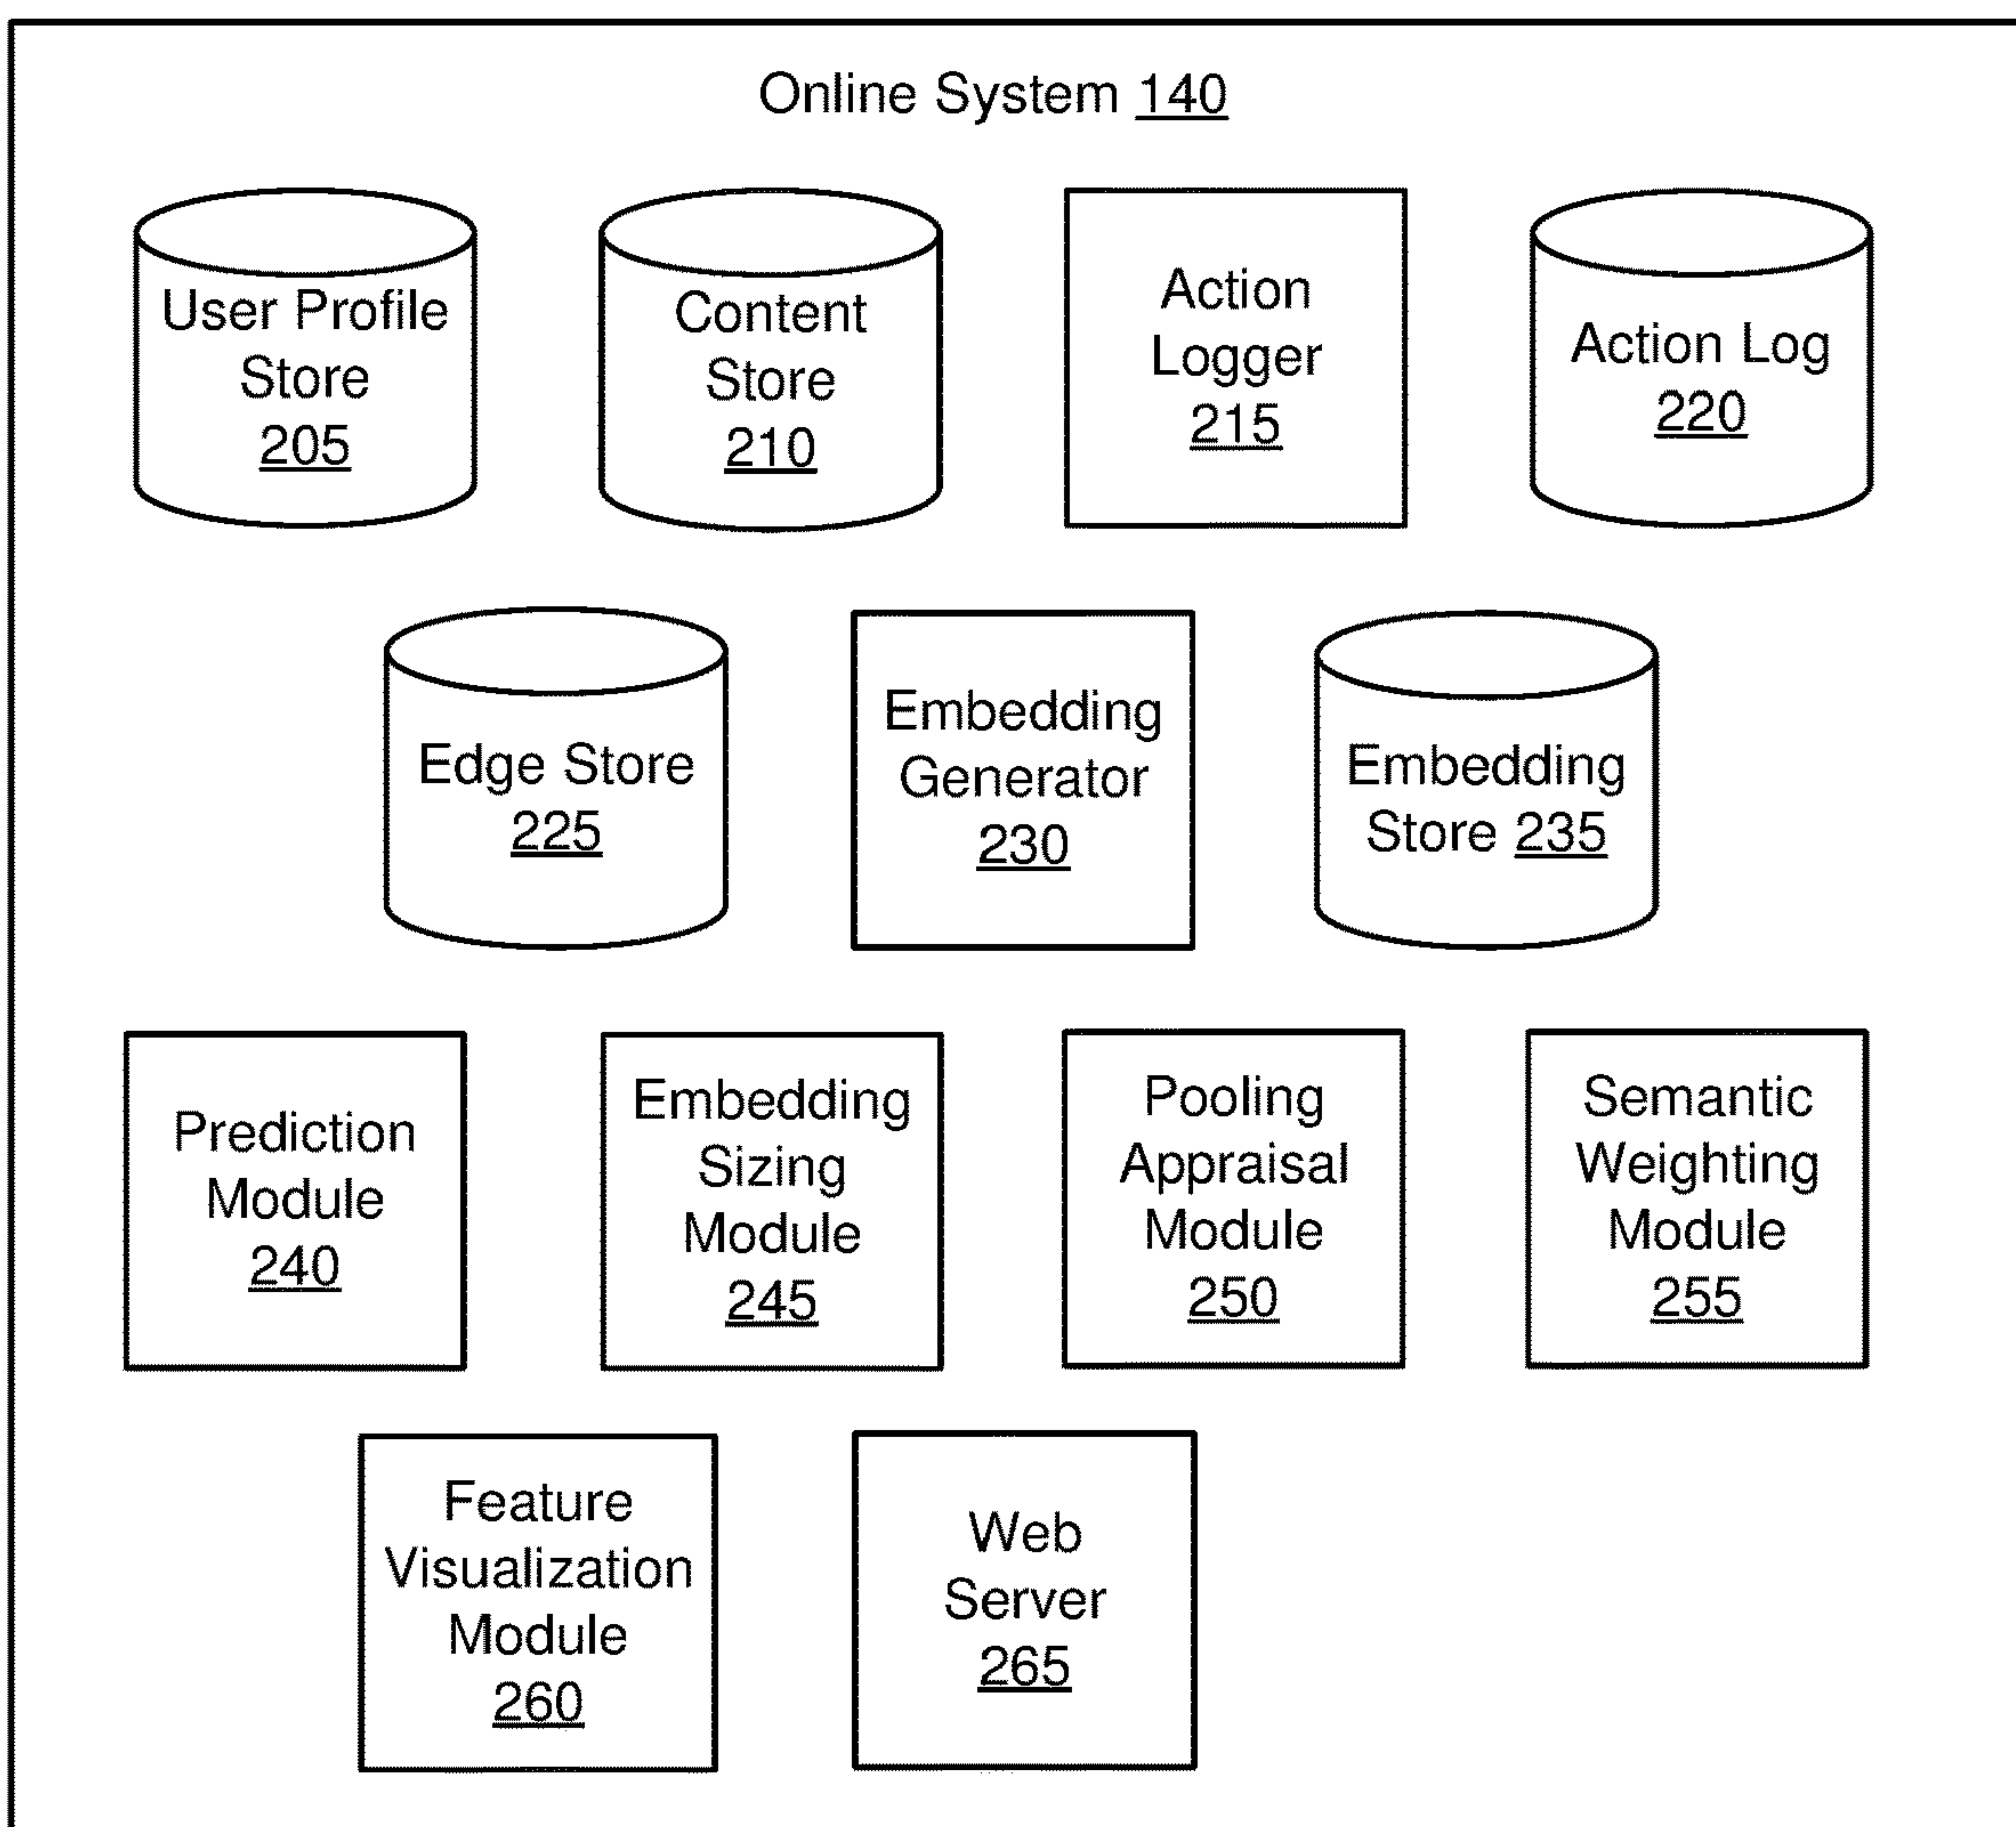 Online System 140
User Profile
Store
205
Content
Store
210
Action
Logger
215
Action Log
220
Edge Store
225
Embedding
Generator
230
Embedding
Store 235
Prediction
Module
240
Embedding
Sizing
Module
245
Pooling
Appraisal
Module
250
Semantic
Weighting
Module
255
Feature
Visualization
Module
260
Web
Server
265